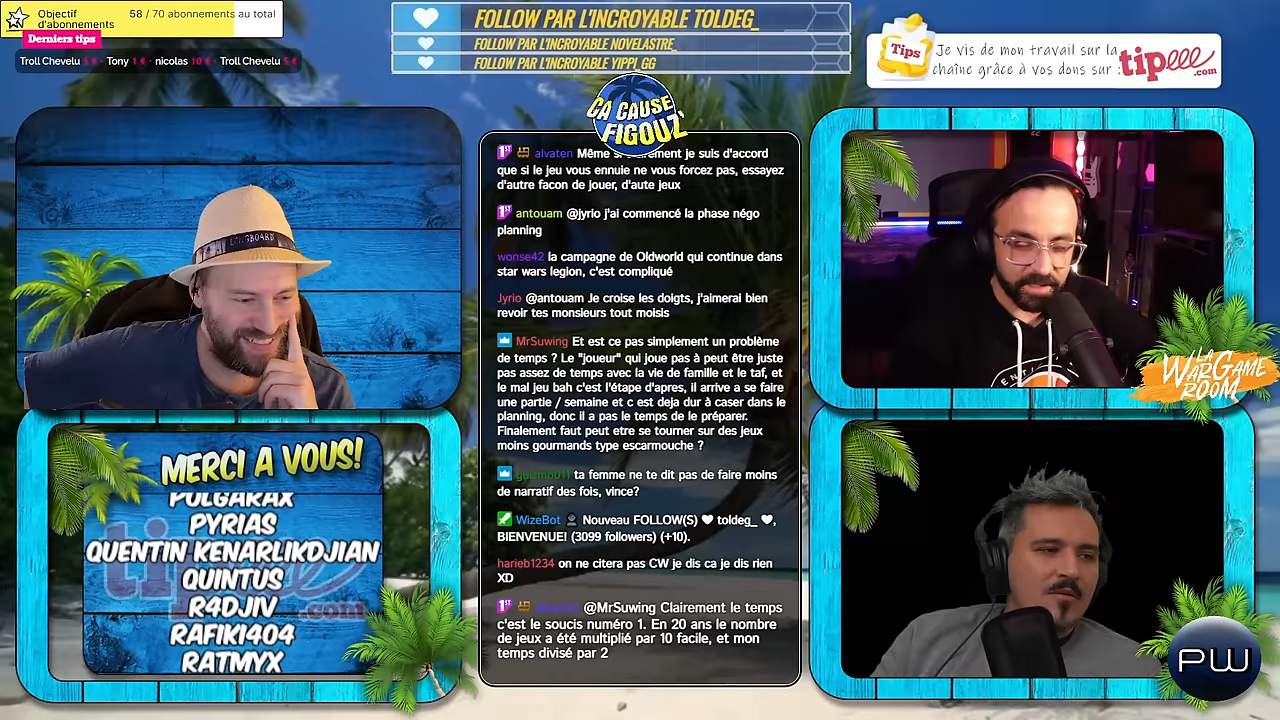 Objectif d'abonnements
58 / 70 abonnements au total
Derniers tips
Troll Chevelu 5 € · Tony 1 € · nicolas 10 € · Troll Chevelu 5 €
FOLLOW PAR L'INCROYABLE TOLDEG_
FOLLOW PAR L'INCROYABLE NOVELASTRE_
FOLLOW PAR L'INCROYABLE YIPPI_GG
Tips
Je vis de mon travail sur la
chaîne grâce à vos dons sur :
tipeee
.com
ÇA CAUSE
FIGOUZ'
LONGBOARD
alvaten Même si
je suis d'accord
que si le jeu vous ennuie ne vous forcez pas, essayez
d'autre facon de jouer, d'aute jeux
antouam @jyrio j'ai commencé la phase négo
planning
wonse42 la campagne de Oldworld qui continue dans
star wars legion, c'est compliqué
Jyrio @antouam Je croise les doigts, j'aimerai bien
revoir tes monsieurs tout moisis
MrSuwing Et est ce pas simplement un problème
de temps ? Le "joueur" qui joue pas à peut être juste
pas assez de temps avec la vie de famille et le taf, et
le mal jeu bah c'est l'étape d'apres, il arrive a se faire
une partie / semaine et c est deja dur à caser dans le
planning, donc il a pas le temps de le préparer.
Finalement faut peut etre se tourner sur des jeux
moins gourmands type escarmouche ?
ta femme ne te dit pas de faire moins
de narratif des fois, vince?
WizeBot Nouveau FOLLOW(S) toldeg_ ,
BIENVENUE! (3099 followers) (+10).
harieb1234 on ne citera pas CW je dis ca je dis rien
XD
alvaten @MrSuwing Clairement le temps
c'est le soucis numéro 1. En 20 ans le nombre
de jeux a été multiplié par 10 facile, et mon
temps divisé par 2
LA
WARGAME
ROOM
MERCI A VOUS!
PULGARAX
PYRIAS
QUENTIN KENARLIKDJIAN
QUINTUS
R4DJIV
RAFIKI404
RATMYX
tipeee
.com
PW